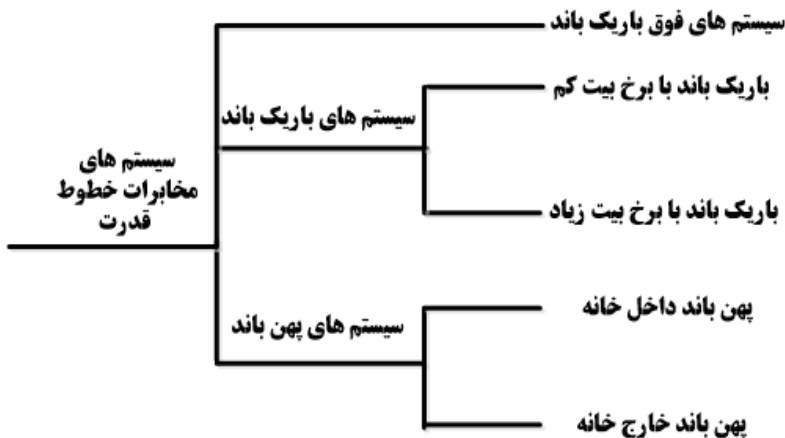 سیستم های فوق باریک باند
باریک باند با برخ بیت کم
سیستم های باریک باند
سیستم های
مخابرات خطوط
قدرت
باریک باند با برخ بیت زیاد
پهن باند داخل خانه
سیستم های پهن باند
پهن باند خارج خانه